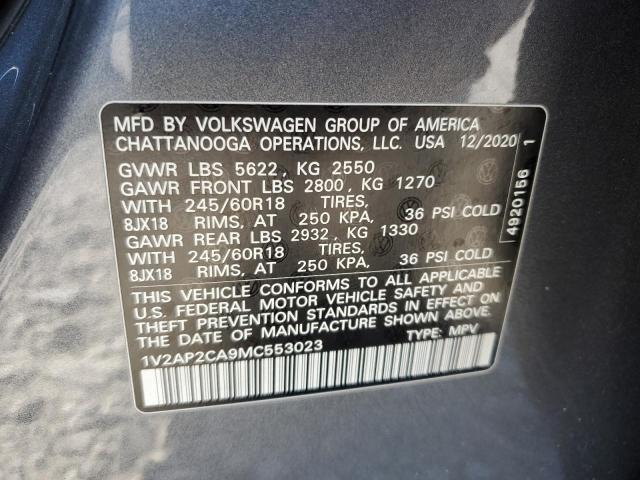 MFD BY VOLKSWAGEN GROUP OF AMERICA
CHATTANOOGA OPERATIONS, LLC. USA 12/2020
GVWR LBS 5622, KG 2550
GAWR FRONT LBS 2800, KG 1270
WITH 245/60R18 TIRES,
8JX18 RIMS, AT 250 KPA, 36 PSI COLD
GAWR REAR LBS 2932, KG 1330
WITH 245/60R18 TIRES,
8JX18 RIMS, AT 250 KPA, 36 PSI COLD
THIS VEHICLE CONFORMS TO ALL APPLICABLE
U.S. FEDERAL MOTOR VEHICLE SAFETY AND
THEFT PREVENTION STANDARDS IN EFFECT ON
THE DATE OF MANUFACTURE SHOWN ABOVE.
1V2AP2CA9MC553023 TYPE: MPV
4920156 1